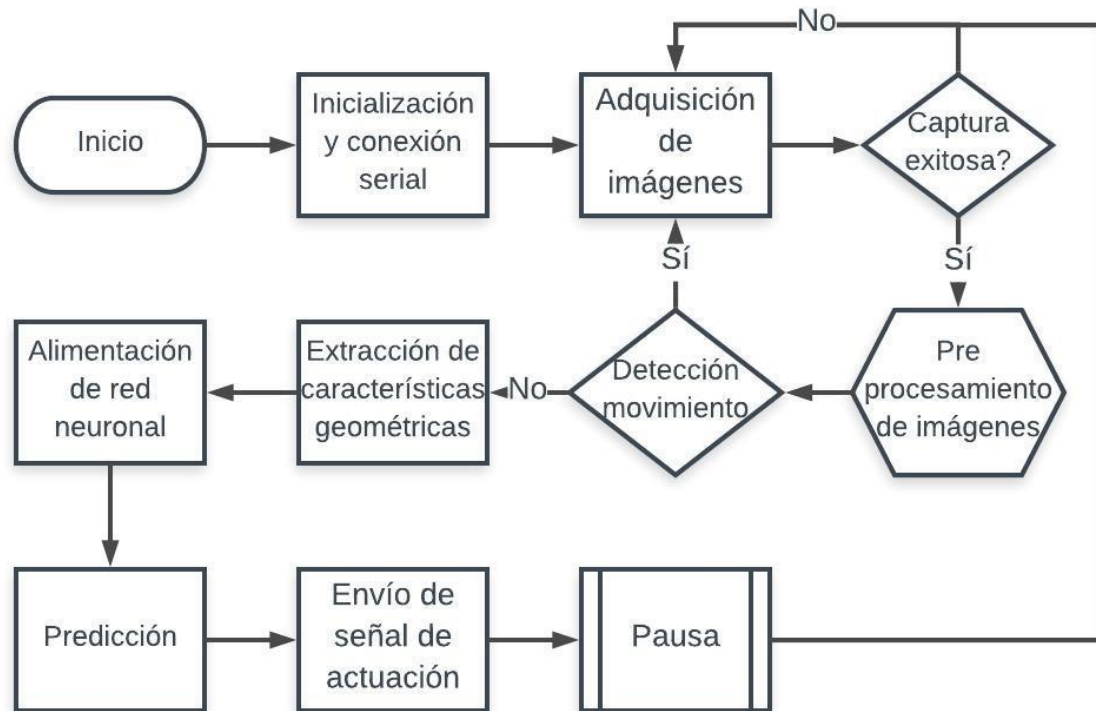 No
Inicio
Inicialización
y conexión
serial
Adquisición
de
imágenes
Captura
exitosa?
Sí
Sí
Alimentación
de red
neuronal
Extracción de
características
geométricas
No
Detección
movimiento
Pre
procesamiento
de imágenes
Predicción
Envío de
señal de
actuación
Pausa